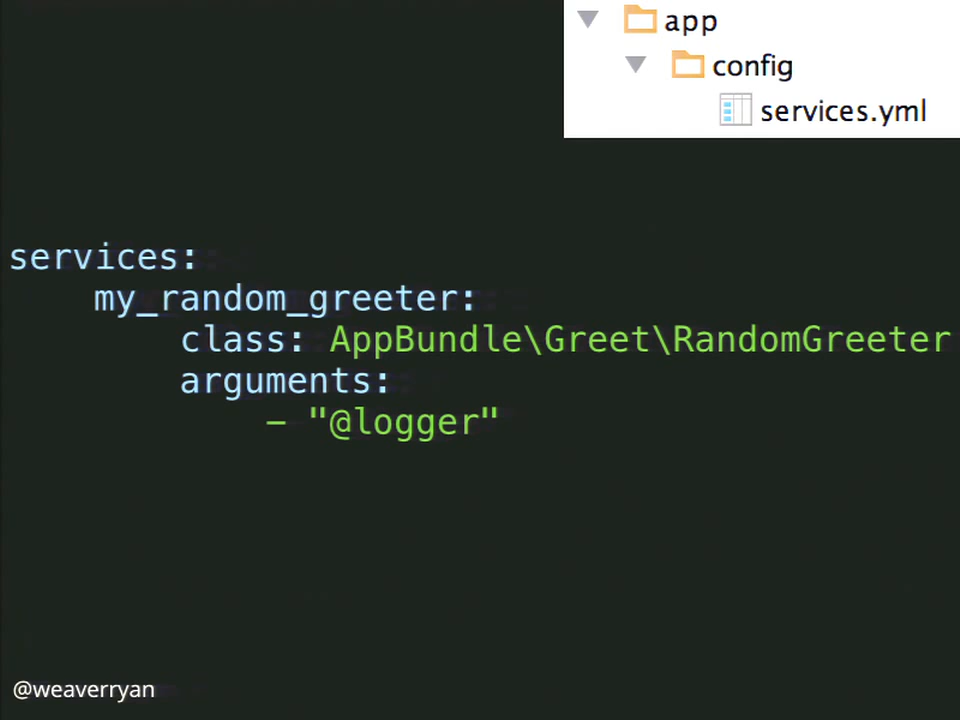 app
config
services.yml
services:
    my_random_greeter:
        class: AppBundle\Greet\RandomGreeter
        arguments:
            - "@logger"
@weaverryan